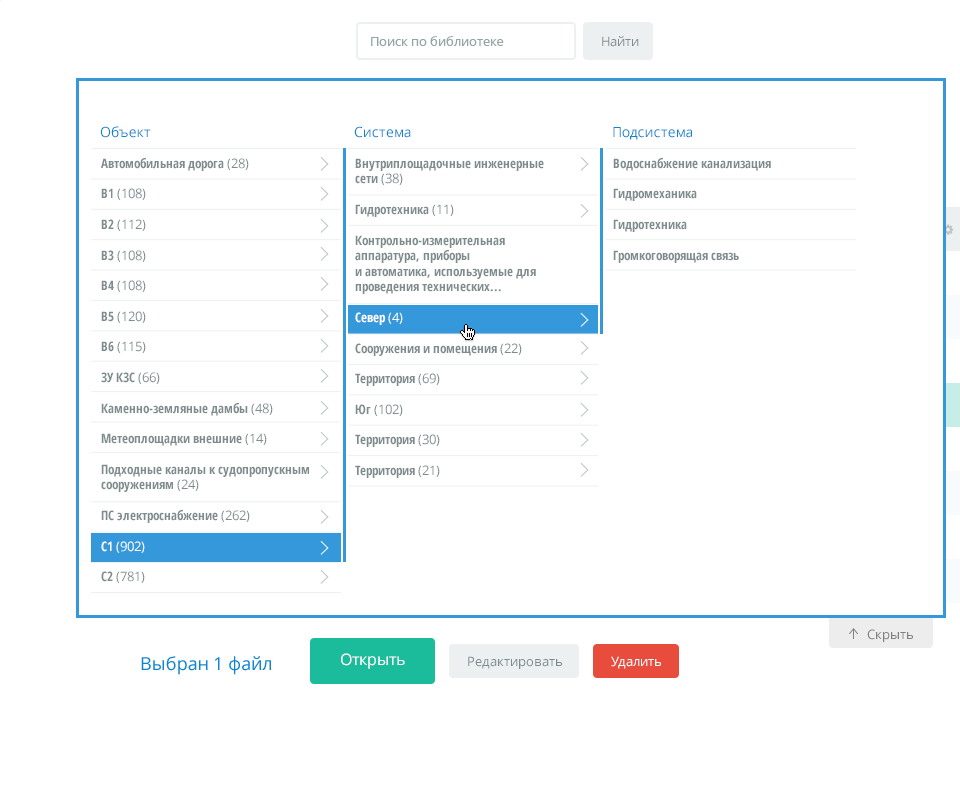 Поиск по библиотеке
Найти
Объект
Автомобильная дорога (28)
В1 (108)
В2 (112)
В3 (108)
В4 (108)
В5 (120)
В6 (115)
ЗУ КЗС (66)
Каменно-земляные дамбы (48)
Метеоплощадки внешние (14)
Подходные каналы к судопропускным
сооружениям (24)
ПС электроснабжение (262)
С1 (902)
С2 (781)
Система
Внутриплощадочные инженерные
сети (38)
Гидротехника (11)
Контрольно-измерительная
аппаратура, приборы
и автоматика, используемые для
проведения технических...
Север (4)
Сооружения и помещения (22)
Территория (69)
Юг (102)
Территория (30)
Территория (21)
Подсистема
Водоснабжение канализация
Гидромеханика
Гидротехника
Громкоговорящая связь
Скрыть
Выбран 1 файл
Открыть
Редактировать
Удалить